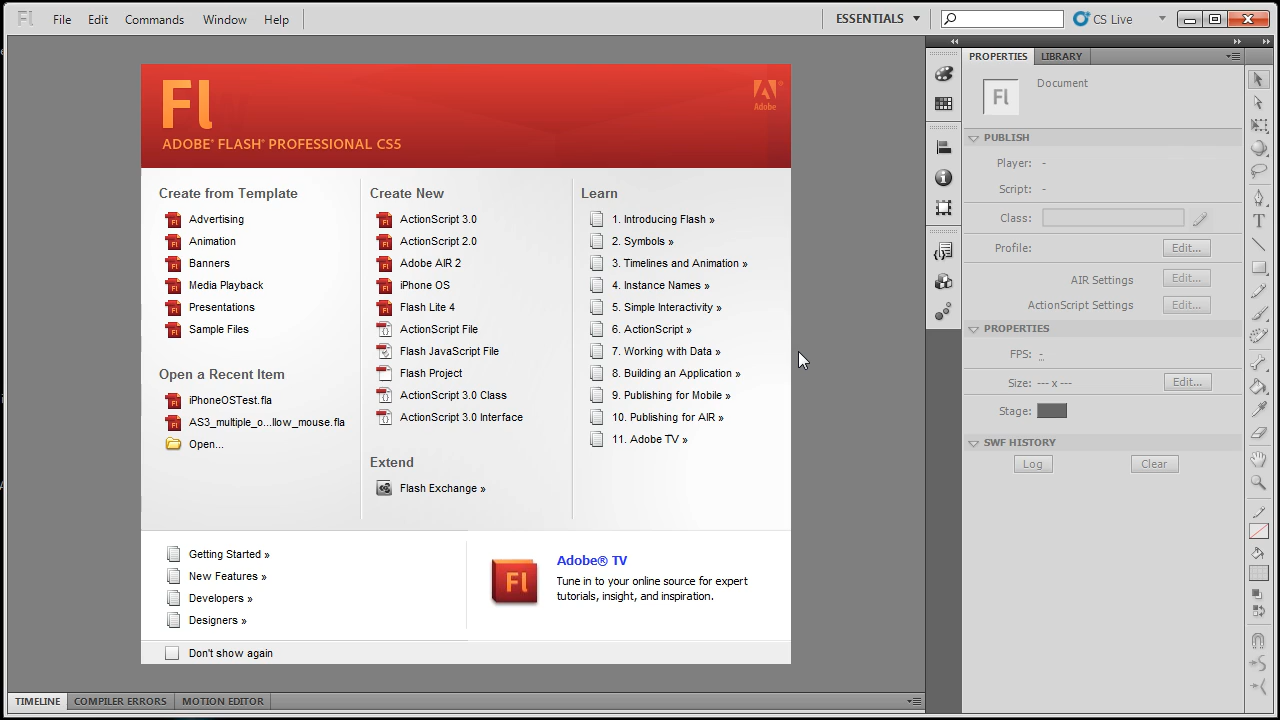 Fl File Edit Commands Window Help ESSENTIALS CS Live
PROPERTIES LIBRARY
Fl Document
PUBLISH
Player: -
Script: -
Class:
Profile: Edit...
AIR Settings Edit...
ActionScript Settings Edit...
PROPERTIES
FPS: -
Size: --- x --- Edit...
Stage:
SWF HISTORY
Log Clear
Fl
Adobe
ADOBE® FLASH® PROFESSIONAL CS5
Create from Template
Advertising
Animation
Banners
Media Playback
Presentations
Sample Files
Open a Recent Item
iPhoneOSTest.fla
AS3_multiple_o...llow_mouse.fla
Open...
Create New
ActionScript 3.0
ActionScript 2.0
Adobe AIR 2
iPhone OS
Flash Lite 4
ActionScript File
Flash JavaScript File
Flash Project
ActionScript 3.0 Class
ActionScript 3.0 Interface
Extend
Flash Exchange »
Learn
1. Introducing Flash »
2. Symbols »
3. Timelines and Animation »
4. Instance Names »
5. Simple Interactivity »
6. ActionScript »
7. Working with Data »
8. Building an Application »
9. Publishing for Mobile »
10. Publishing for AIR »
11. Adobe TV »
Getting Started »
New Features »
Developers »
Designers »
Fl
Adobe® TV
Tune in to your online source for expert
tutorials, insight, and inspiration.
Don't show again
TIMELINE COMPILER ERRORS MOTION EDITOR